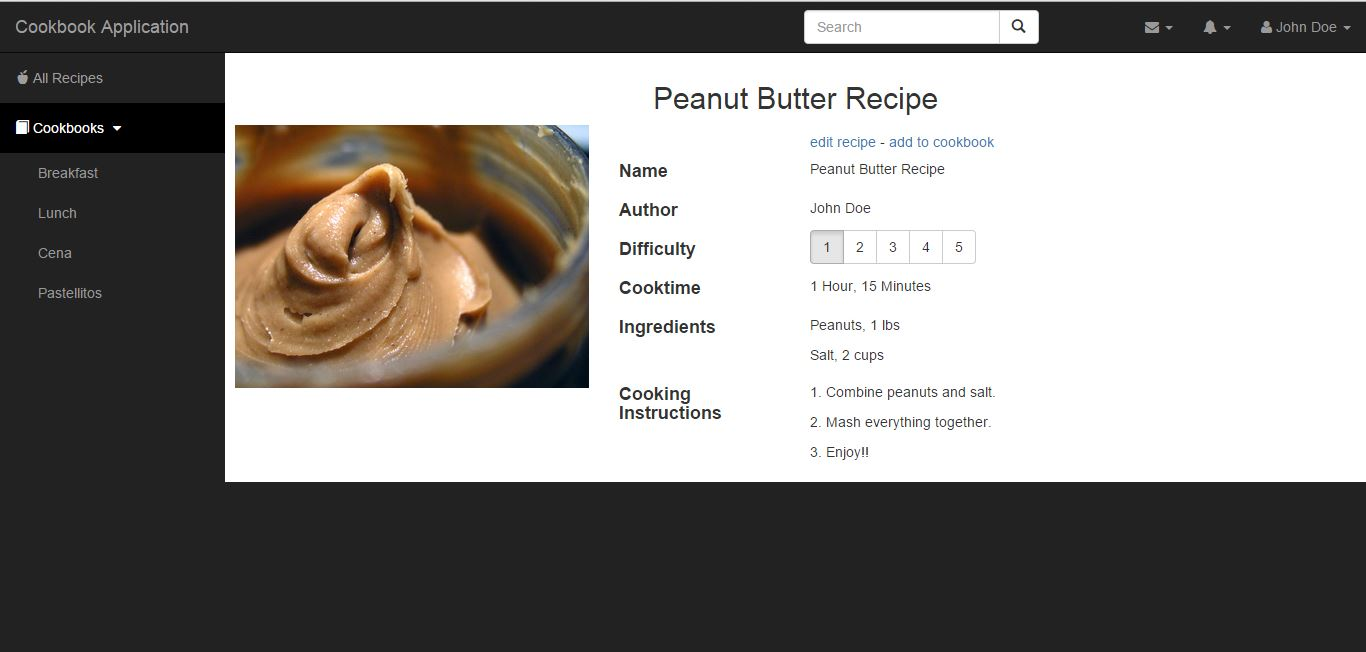 Cookbook Application
Search
John Doe
All Recipes
Cookbooks
Breakfast
Lunch
Cena
Pastellitos
Peanut Butter Recipe
edit recipe - add to cookbook
Name
Peanut Butter Recipe
Author
John Doe
Difficulty
1 2 3 4 5
Cooktime
1 Hour, 15 Minutes
Ingredients
Peanuts, 1 lbs
Salt, 2 cups
Cooking
Instructions
1. Combine peanuts and salt.
2. Mash everything together.
3. Enjoy!!